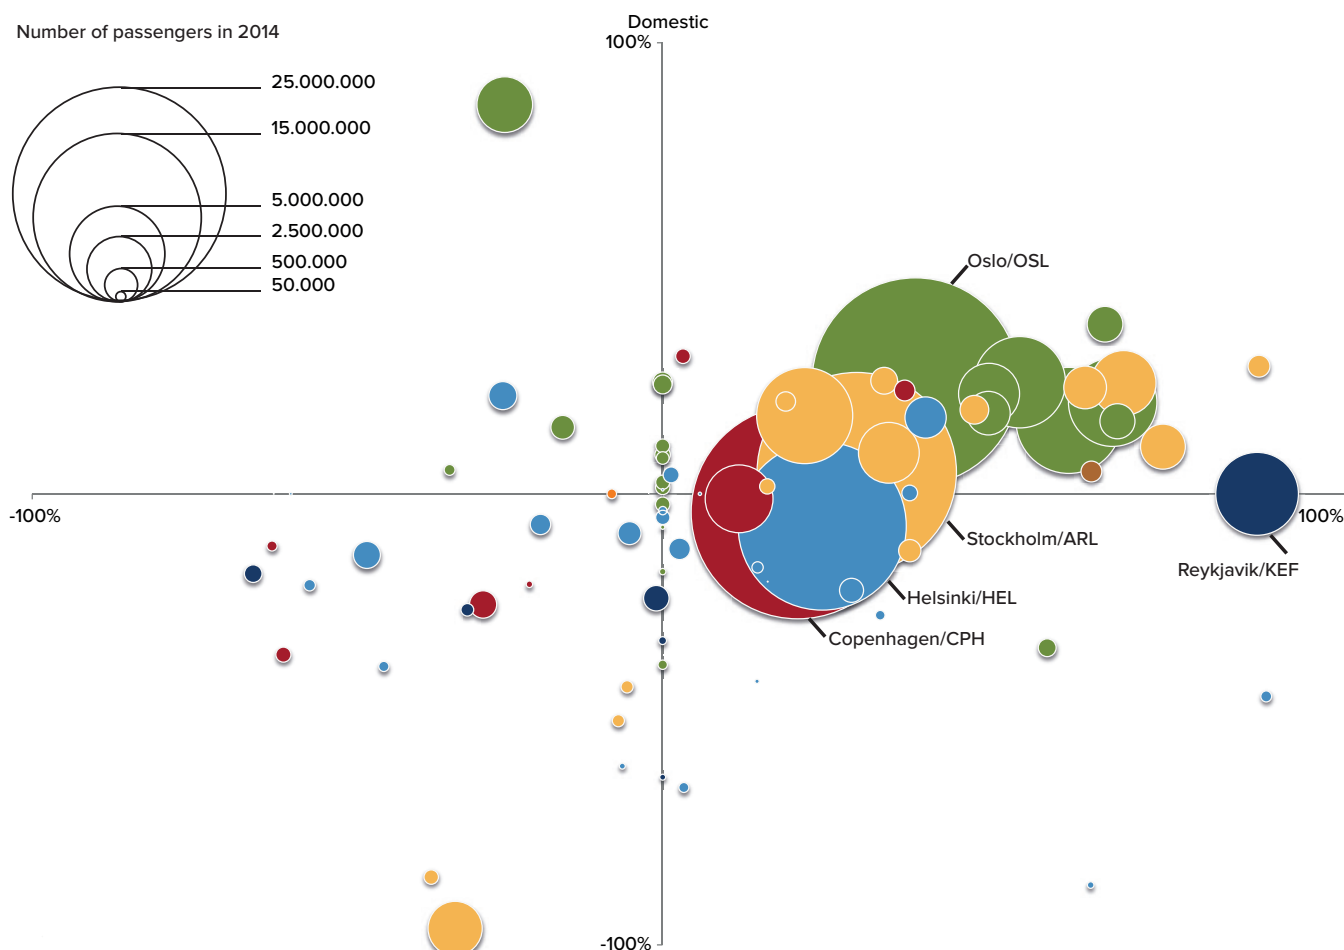 Domestic
Number of passengers in 2014
100%
25.000.000
15.000.000
5.000.000
2.500.000
500.000
50.000
Oslo/OSL
-100%
100%
Stockholm/ARL
Reykjavik/KEF
Helsinki/HEL
Copenhagen/CPH
-100%